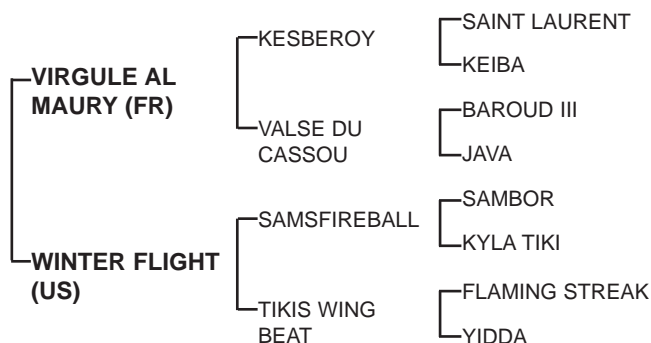 SAINT LAURENT
KESBEROY
KEIBA
VIRGULE AL
MAURY (FR)
BAROUD III
VALSE DU
CASSOU
JAVA
SAMBOR
SAMSFIREBALL
KYLA TIKI
WINTER FLIGHT
(US)
FLAMING STREAK
TIKIS WING
BEAT
YIDDA